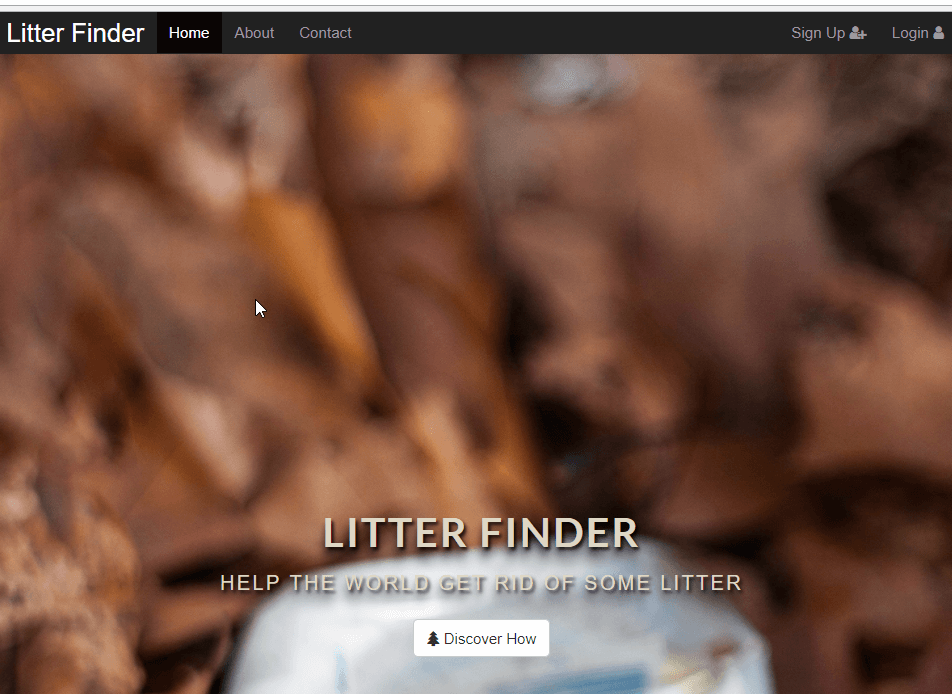 Litter Finder Home About Contact Sign Up Login
LITTER FINDER
HELP THE WORLD GET RID OF SOME LITTER
Discover How